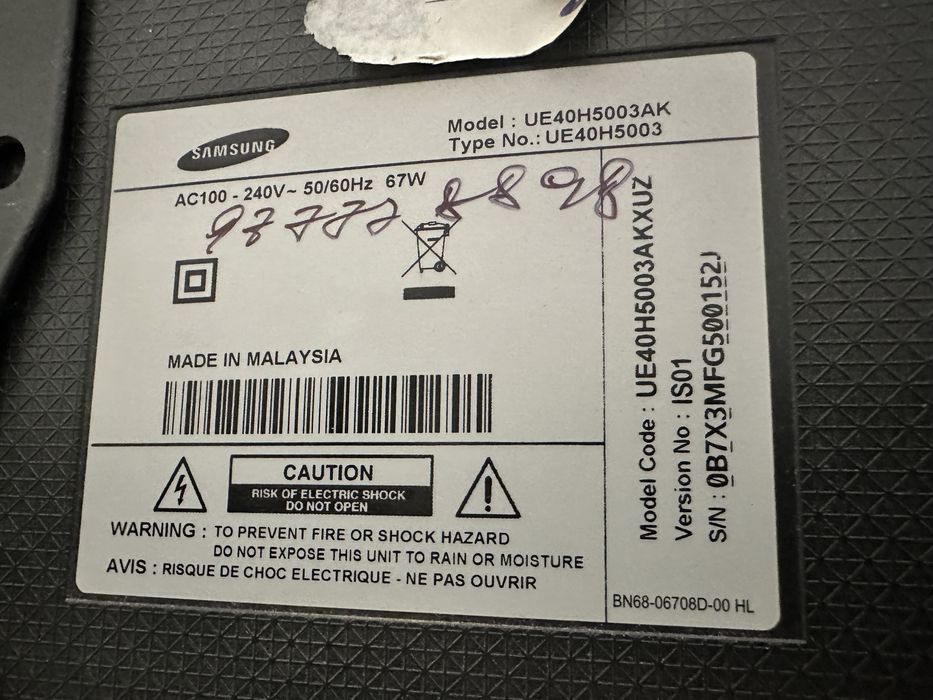 SAMSUNG
Model : UE40H5003AK
Type No.: UE40H5003
AC100 - 240V~ 50/60Hz 67W
MADE IN MALAYSIA
CAUTION
RISK OF ELECTRIC SHOCK
DO NOT OPEN
WARNING : TO PREVENT FIRE OR SHOCK HAZARD
DO NOT EXPOSE THIS UNIT TO RAIN OR MOISTURE
AVIS : RISQUE DE CHOC ELECTRIQUE - NE PAS OUVRIR
Model Code : UE40H5003AKXUZ
Version No : IS01
S/N : 0B7X3MFG500152J
BN68-06708D-00 HL